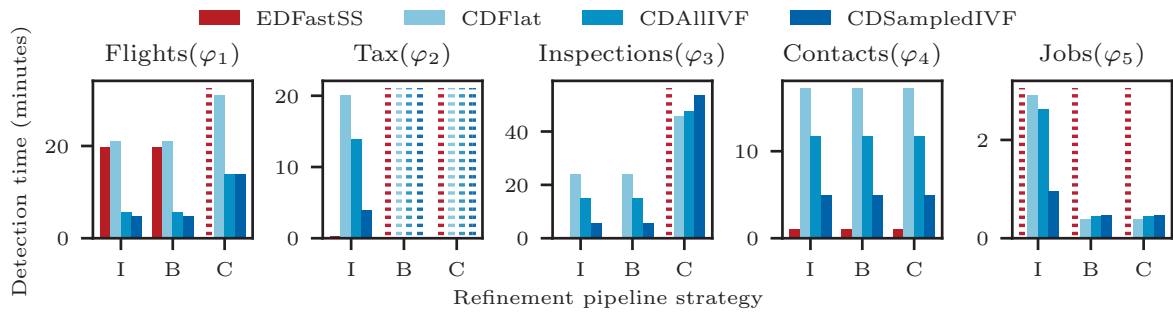 EDFastSS CDFlat CDAllIVF CDSampledIVF
Flights(φ₁) Tax(φ₂) Inspections(φ₃) Contacts(φ₄) Jobs(φ₅)
Detection time (minutes)
20
0
I B C
20
10
0
I B C
40
20
0
I B C
10
0
I B C
2
0
I B C
Refinement pipeline strategy